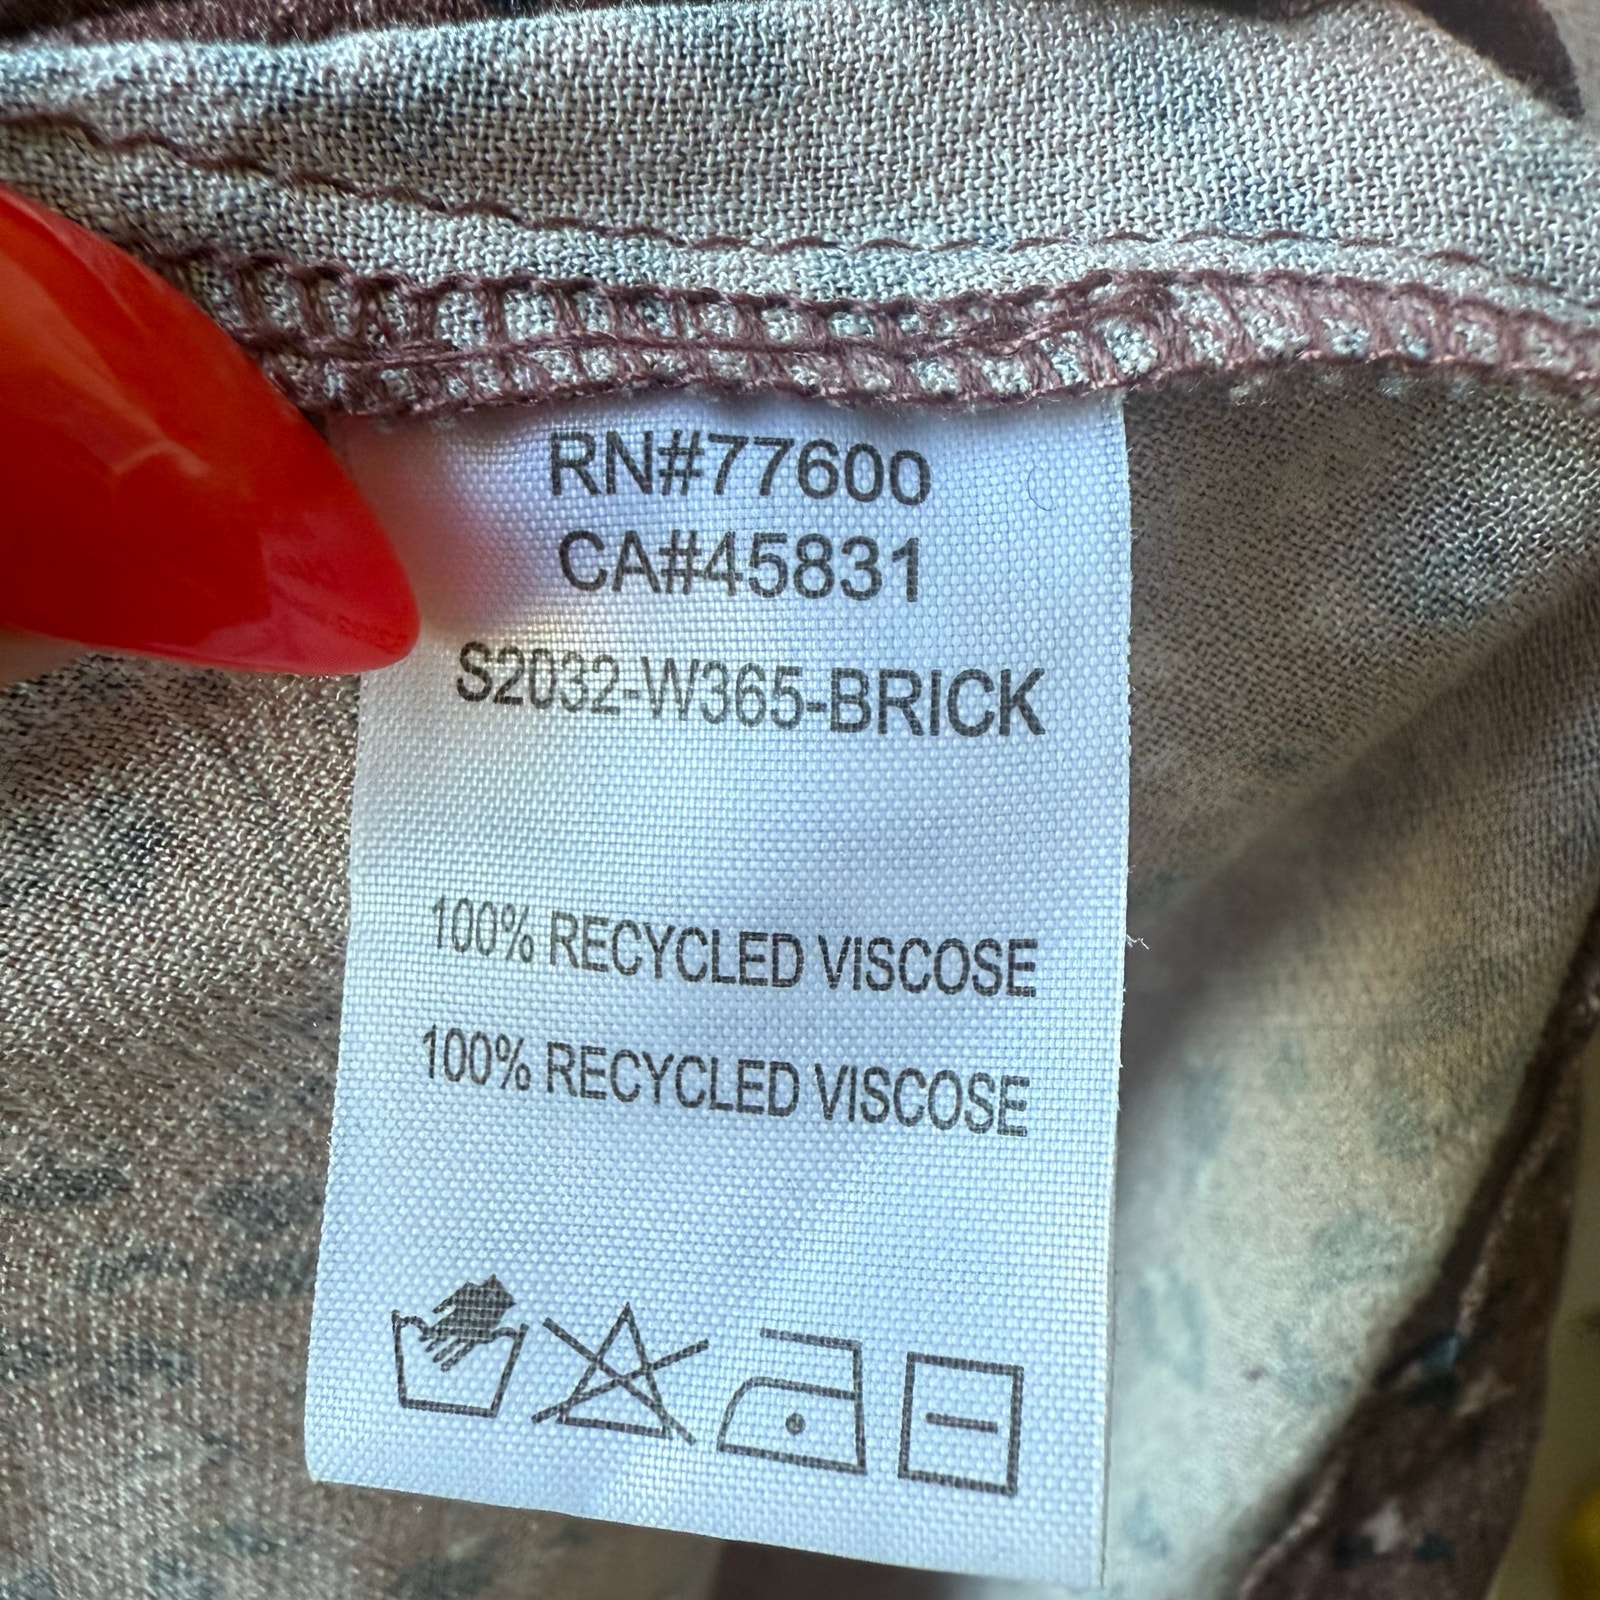 RN#77600
CA#45831
S2032-W365-BRICK
100% RECYCLED VISCOSE
100% RECYCLED VISCOSE